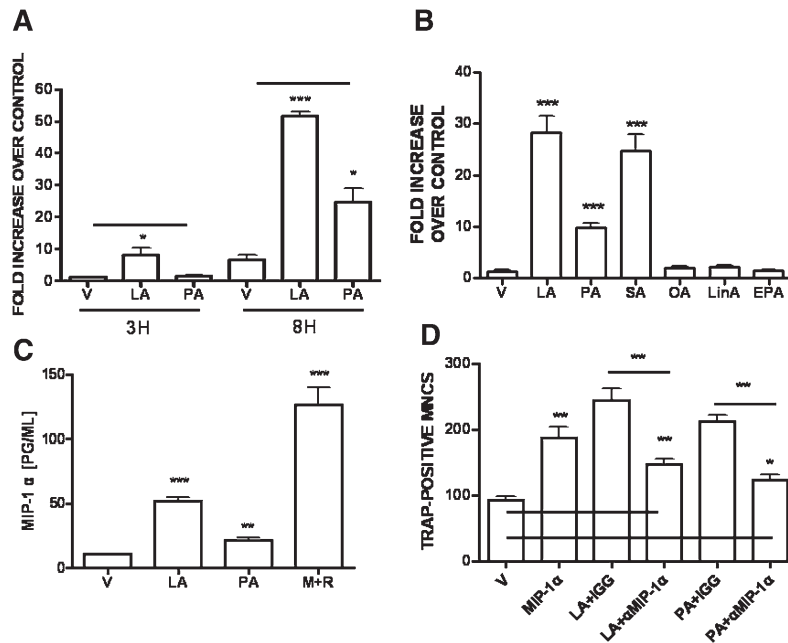 A
FOLD INCREASE OVER CONTROL
60
50
40
30
20
10
0
*
***
*
V LA PA V LA PA
3H 8H
B
FOLD INCREASE
OVER CONTROL
40
30
20
10
0
***
***
***
V LA PA SA OA LinA EPA
C
MIP-1 α [PG/ML]
150
100
50
0
***
**
***
V LA PA M+R
D
TRAP-POSITIVE MNCS
300
200
100
0
**
**
**
**
*
V MIP-1α LA+IGG LA+αMIP-1α PA+IGG PA+αMIP-1α